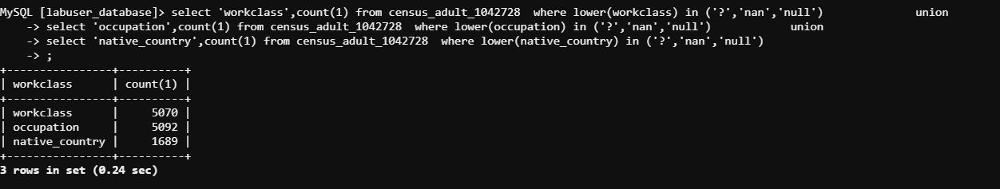 MySQL [labuser_database]> select 'workclass',count(1) from census_adult_1042728  where lower(workclass) in ('?','nan','null')              union
    -> select 'occupation',count(1) from census_adult_1042728  where lower(occupation) in ('?','nan','null')            union
    -> select 'native_country',count(1) from census_adult_1042728  where lower(native_country) in ('?','nan','null')
    -> ;
+----------------+----------+
| workclass      | count(1) |
+----------------+----------+
| workclass      |     5070 |
| occupation     |     5092 |
| native_country |     1689 |
+----------------+----------+
3 rows in set (0.24 sec)